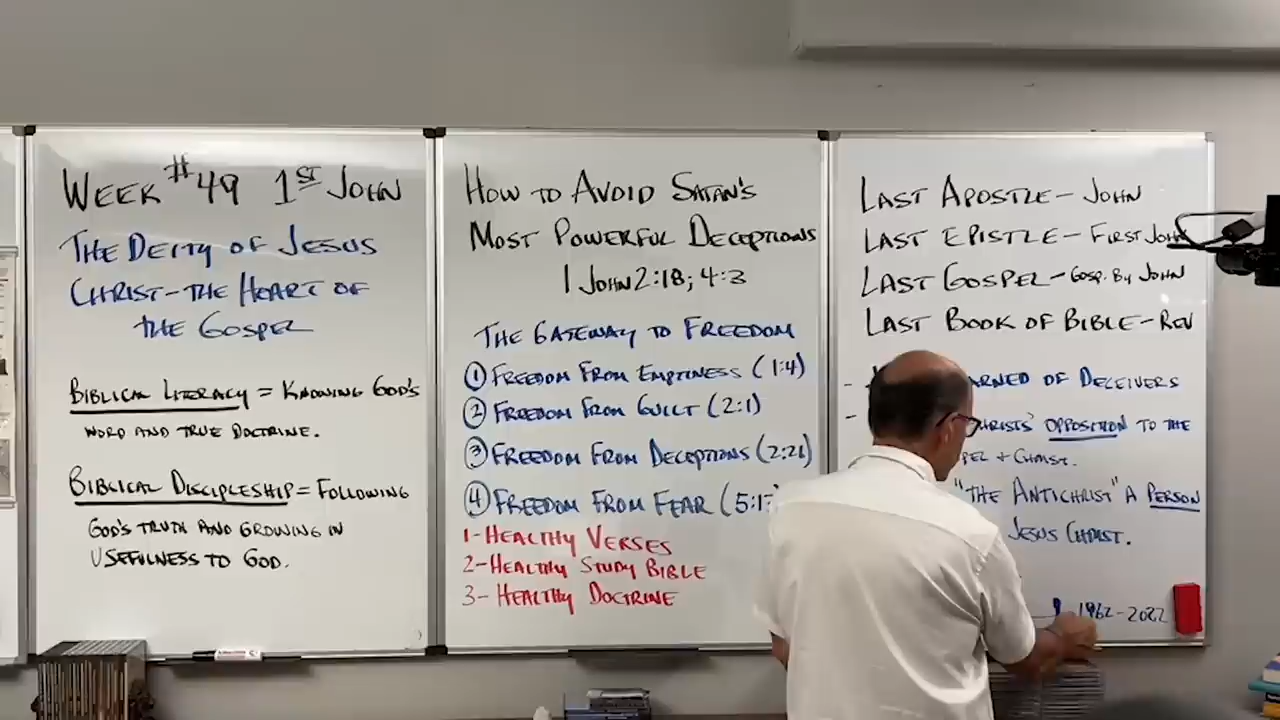 WEEK #49 1ST JOHN
THE DEITY OF JESUS
CHRIST-THE HEART OF
THE GOSPEL
BIBLICAL LITERACY = KNOWING GOD'S
WORD AND TRUE DOCTRINE.
BIBLICAL DISCIPLESHIP = FOLLOWING
GOD'S TRUTH AND GROWING IN
USEFULNESS TO GOD.
HOW TO AVOID SATAN'S
MOST POWERFUL DECEPTIONS
1 JOHN 2:18; 4:3
THE GATEWAY TO FREEDOM
① FREEDOM FROM EMPTINESS (1:4)
② FREEDOM FROM GUILT (2:1)
③ FREEDOM FROM DECEPTIONS (2:21)
④ FREEDOM FROM FEAR (5:1
1-HEALTHY VERSES
2-HEALTHY STUDY BIBLE
3-HEALTHY DOCTRINE
LAST APOSTLE-JOHN
LAST EPISTLE-FIRST JOHN
LAST GOSPEL-GOSP. BY JOHN
LAST BOOK OF BIBLE-REV
OF DECEIVERS
OPPOSITION TO THE
+ CHRIST.
"THE ANTICHRIST" A PERSON
JESUS CHRIST.
1962-2022